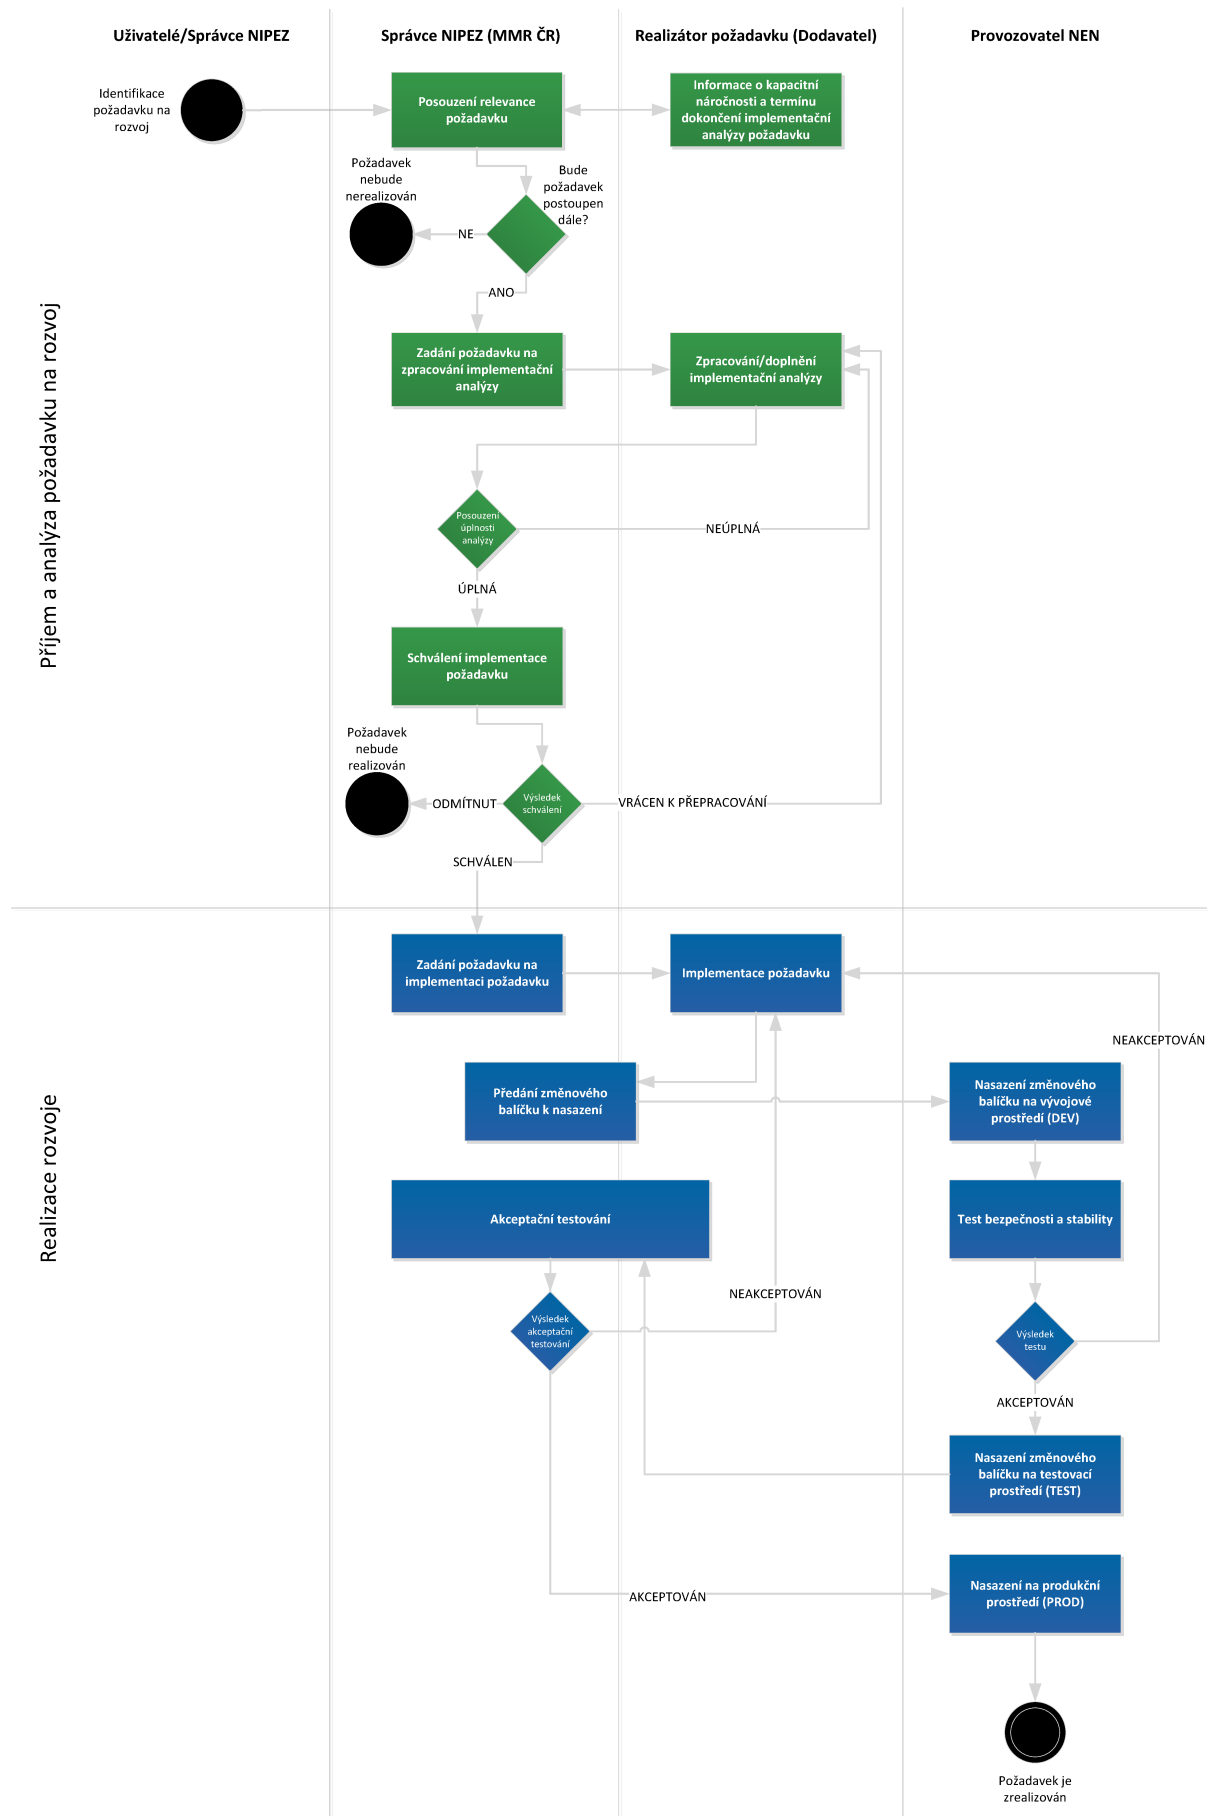 Uživatelé/Správce NIPEZ
Správce NIPEZ (MMR ČR)
Realizátor požadavku (Dodavatel)
Provozovatel NEN
Příjem a analýza požadavku na rozvoj
Identifikace
požadavku na
rozvoj
Posouzení relevance
požadavku
Informace o kapacitní
náročnosti a termínu
dokončení implementační
analýzy požadavku
Požadavek
nebude
nerealizován
Bude
požadavek
postoupen
dále?
NE
ANO
Zadání požadavku na
zpracování implementační
analýzy
Zpracování/doplnění
implementační analýzy
Posouzení
úplnosti
analýzy
NEÚPLNÁ
ÚPLNÁ
Schválení implementace
požadavku
Požadavek
nebude
realizován
ODMÍTNUT
Výsledek
schválení
VRÁCEN K PŘEPRACOVÁNÍ
SCHVÁLEN
Realizace rozvoje
Zadání požadavku na
implementaci požadavku
Implementace požadavku
NEAKCEPTOVÁN
Předání změnového
balíčku k nasazení
Nasazení změnového
balíčku na vývojové
prostředí (DEV)
Akceptační testování
Test bezpečnosti a stability
NEAKCEPTOVÁN
Výsledek
akceptační
testování
Výsledek
testu
AKCEPTOVÁN
Nasazení změnového
balíčku na testovací
prostředí (TEST)
AKCEPTOVÁN
Nasazení na produkční
prostředí (PROD)
Požadavek je
zrealizován